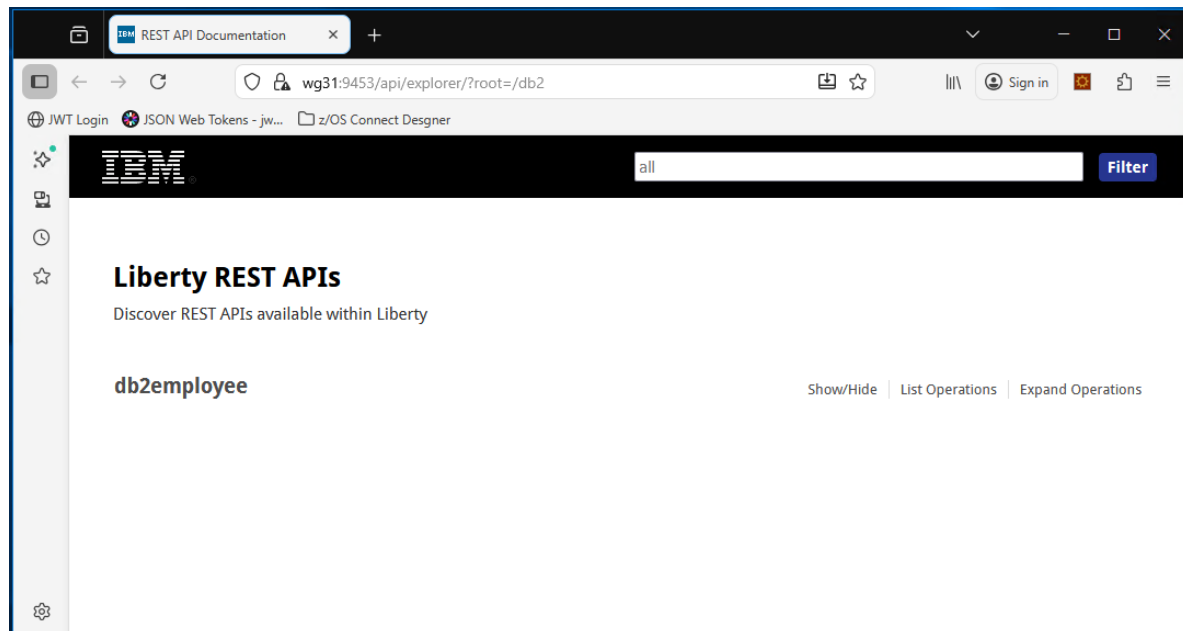 REST API Documentation
wg31:9453/api/explorer/?root=/db2
Sign in
JWT Login JSON Web Tokens - jw... z/OS Connect Desgner
IBM
all
Filter
Liberty REST APIs
Discover REST APIs available within Liberty
db2employee
Show/Hide List Operations Expand Operations